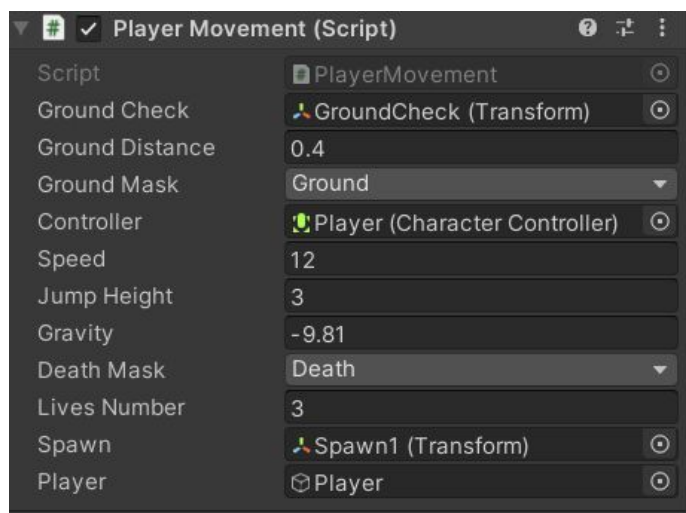 # Player Movement (Script)
Script # PlayerMovement
Ground Check GroundCheck (Transform)
Ground Distance 0.4
Ground Mask Ground
Controller Player (Character Controller)
Speed 12
Jump Height 3
Gravity -9.81
Death Mask Death
Lives Number 3
Spawn Spawn1 (Transform)
Player Player